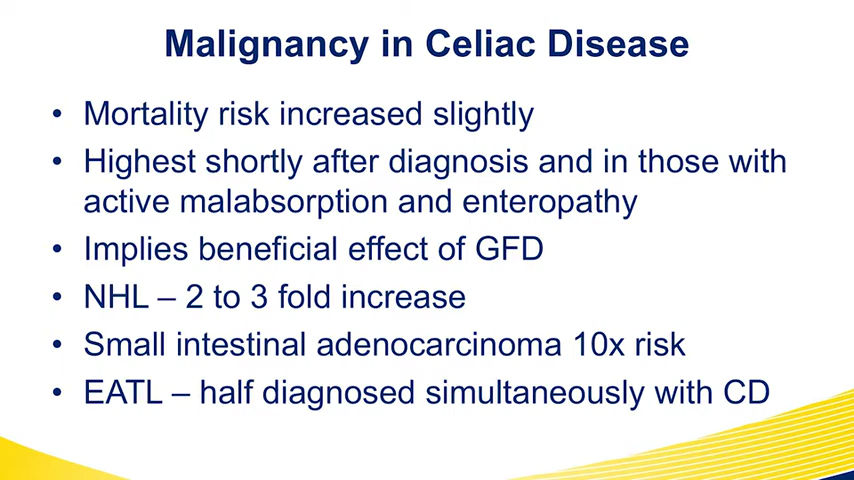 Malignancy in Celiac Disease
• Mortality risk increased slightly
• Highest shortly after diagnosis and in those with
active malabsorption and enteropathy
• Implies beneficial effect of GFD
• NHL – 2 to 3 fold increase
• Small intestinal adenocarcinoma 10x risk
• EATL – half diagnosed simultaneously with CD